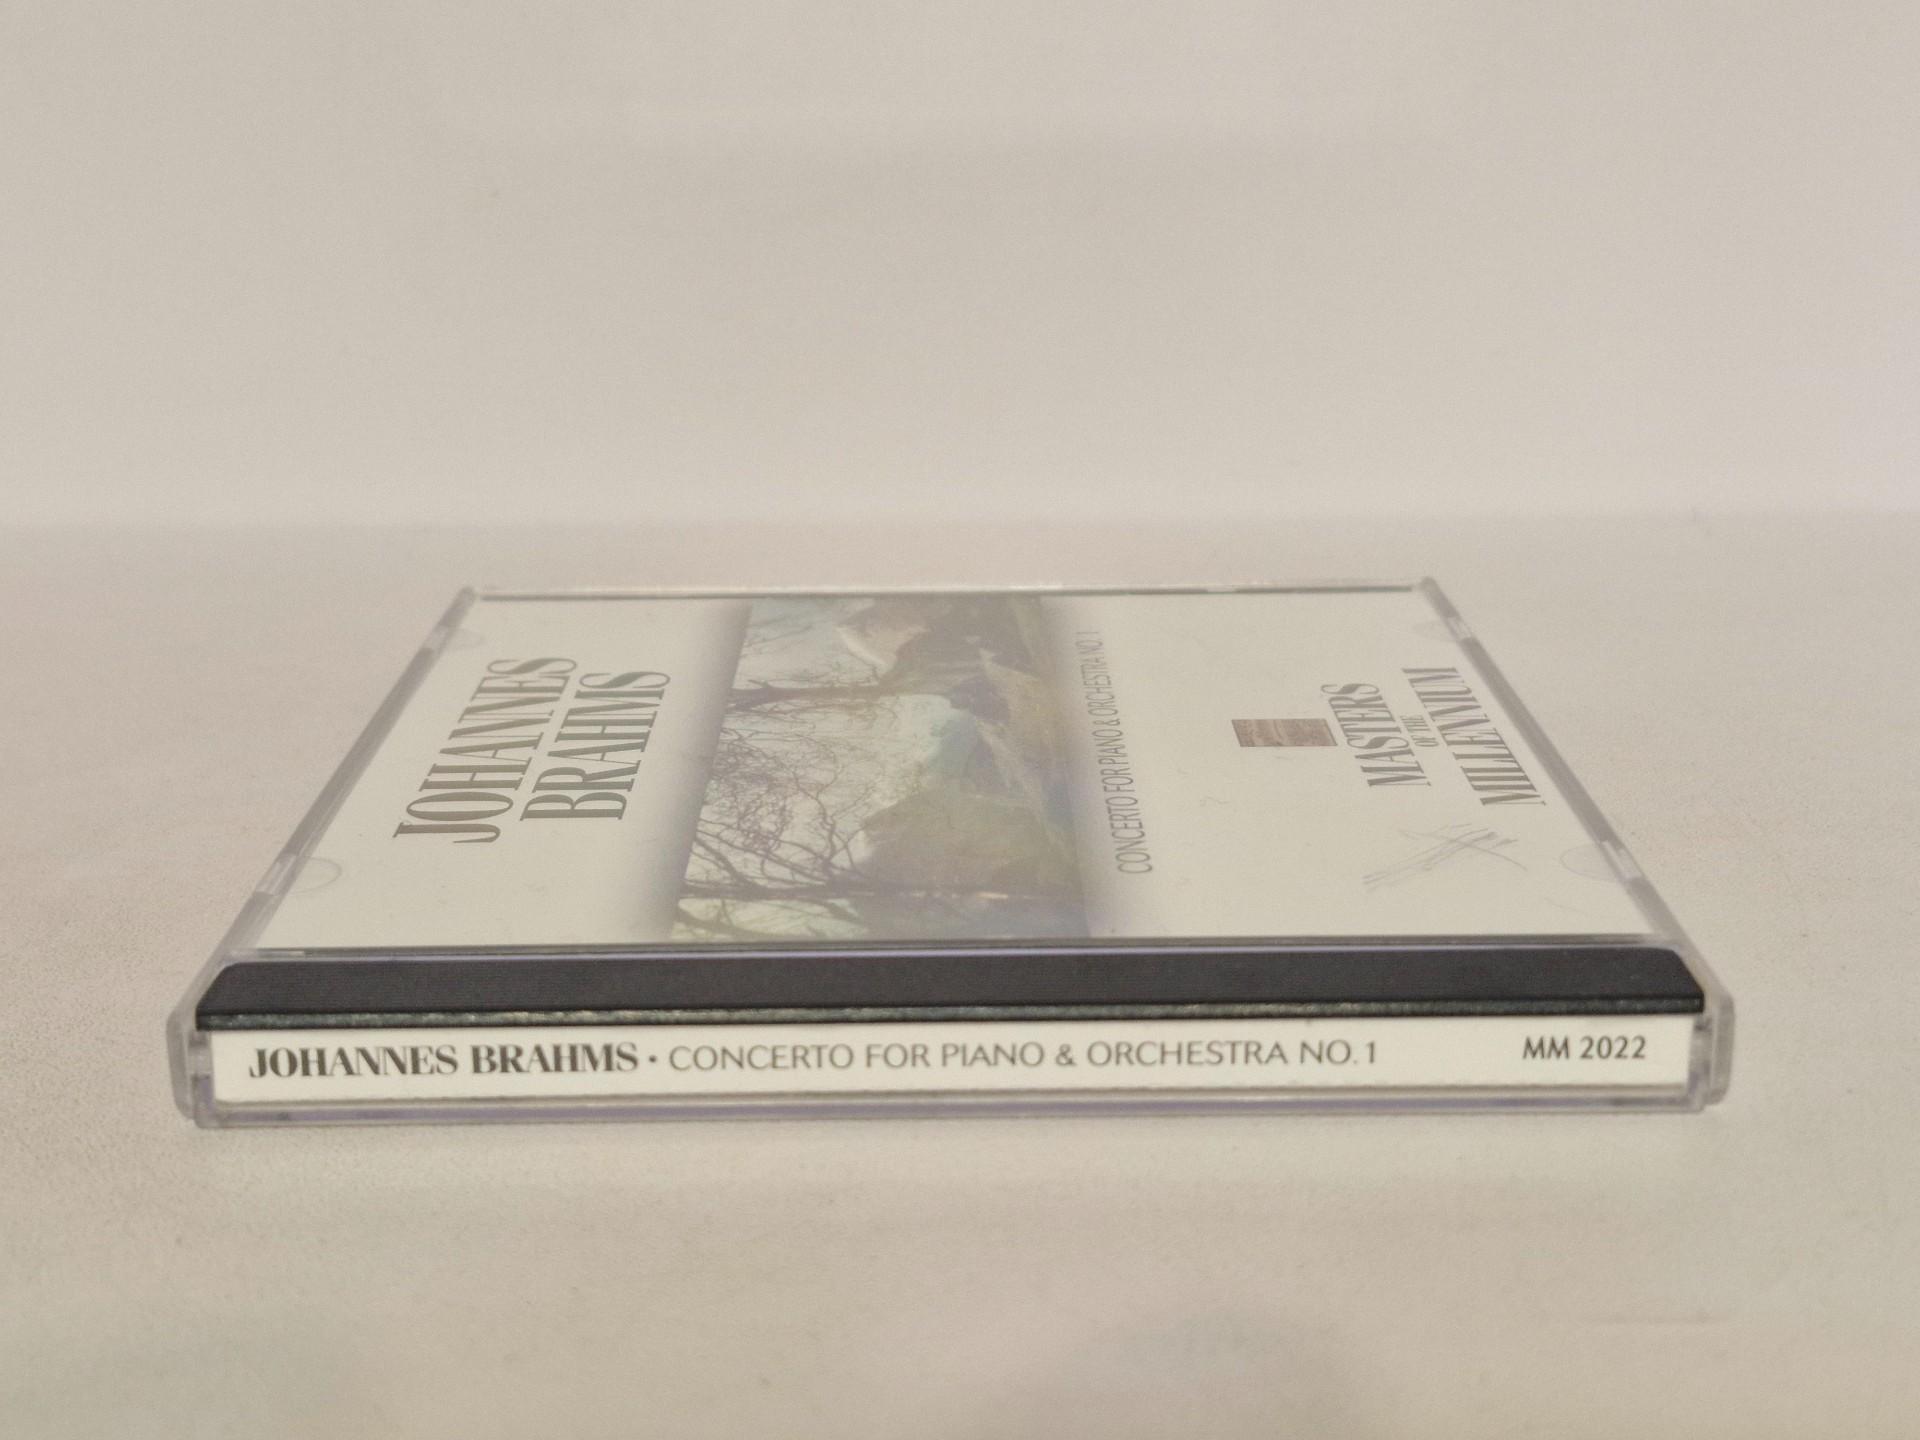 JOHANNES
BRAHMS
CONCERTO FOR PIANO & ORCHESTRA NO. 1
MASTERS
OF THE
MILLENNIUM
JOHANNES BRAHMS • CONCERTO FOR PIANO & ORCHESTRA NO. 1 MM 2022